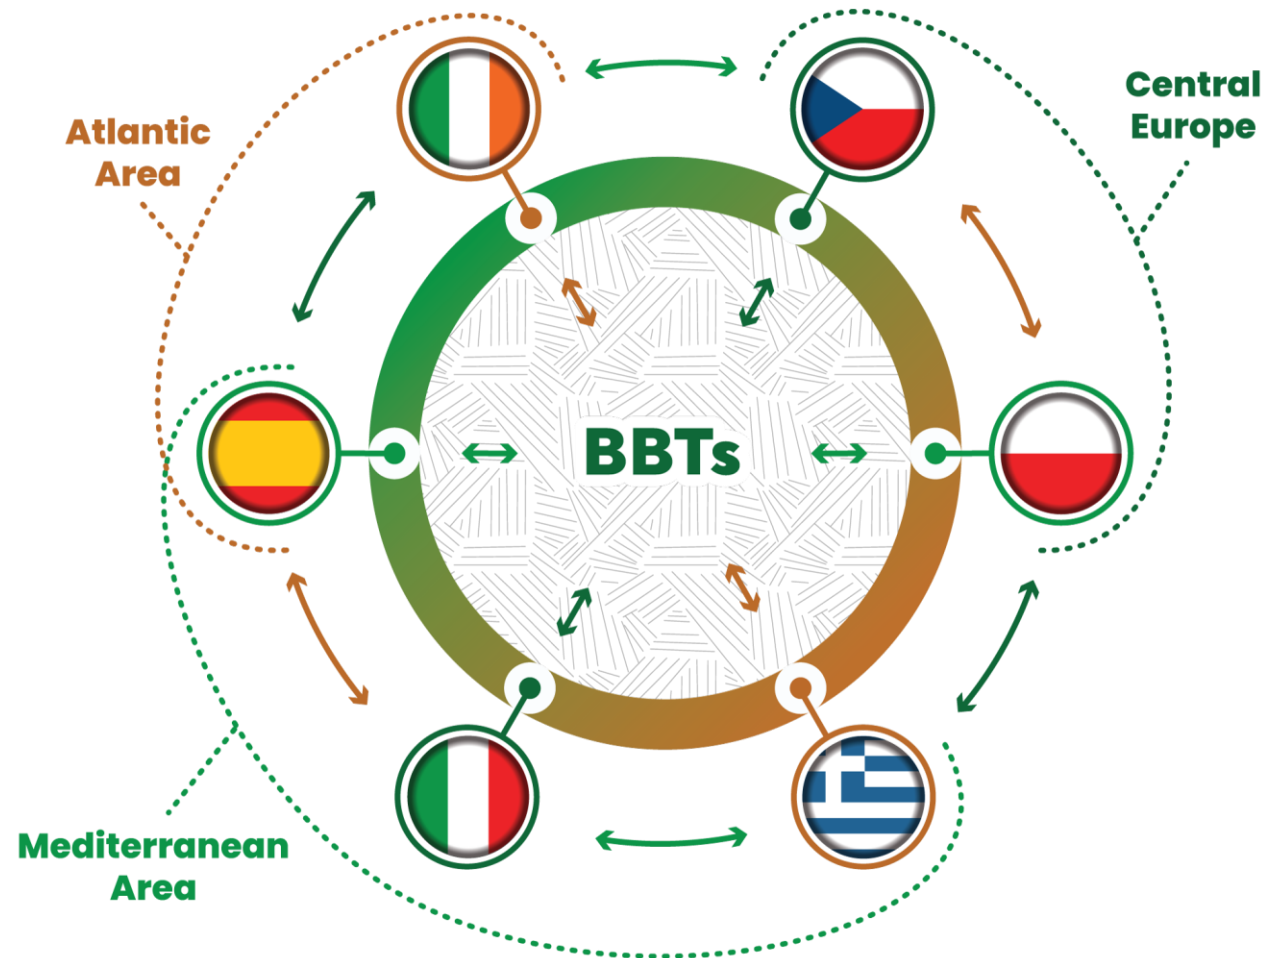 Atlantic
Area
Central
Europe
BBTs
Mediterranean
Area